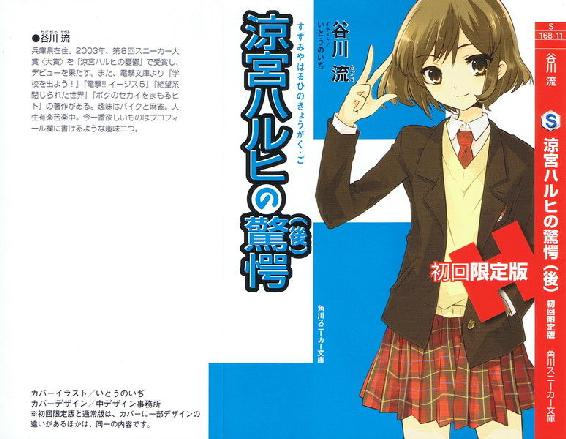 ●谷川 流
兵庫県在住。2003年、第8回スニーカー大
賞〈大賞〉を『涼宮ハルヒの憂鬱』で受賞し、
デビューを果たす。また、電撃文庫より『学
校を出よう！』『電撃!!イージス5』『絶望系
閉じられた世界』『ボクのセカイをまもるヒ
ト』の著作がある。趣味はバイクと麻雀。人
生有楽苦楽中。今一番欲しいものはプロフィ
ール欄に書けるような趣味二つ。
カバーイラスト／いとうのいぢ
カバーデザイン／中デザイン事務所
※初回限定版と通常版は、カバーに一部デザインの
違いがあるほかは、同一の内容です。
すずみやはるひのきょうがく・ご
涼宮ハルヒの驚愕（後）
谷川 流
いとうのいぢ
初回限定版
角川スニーカー文庫
S
168-11
谷川 流
S
涼宮ハルヒの驚愕（後）
初回限定版
角川スニーカー文庫